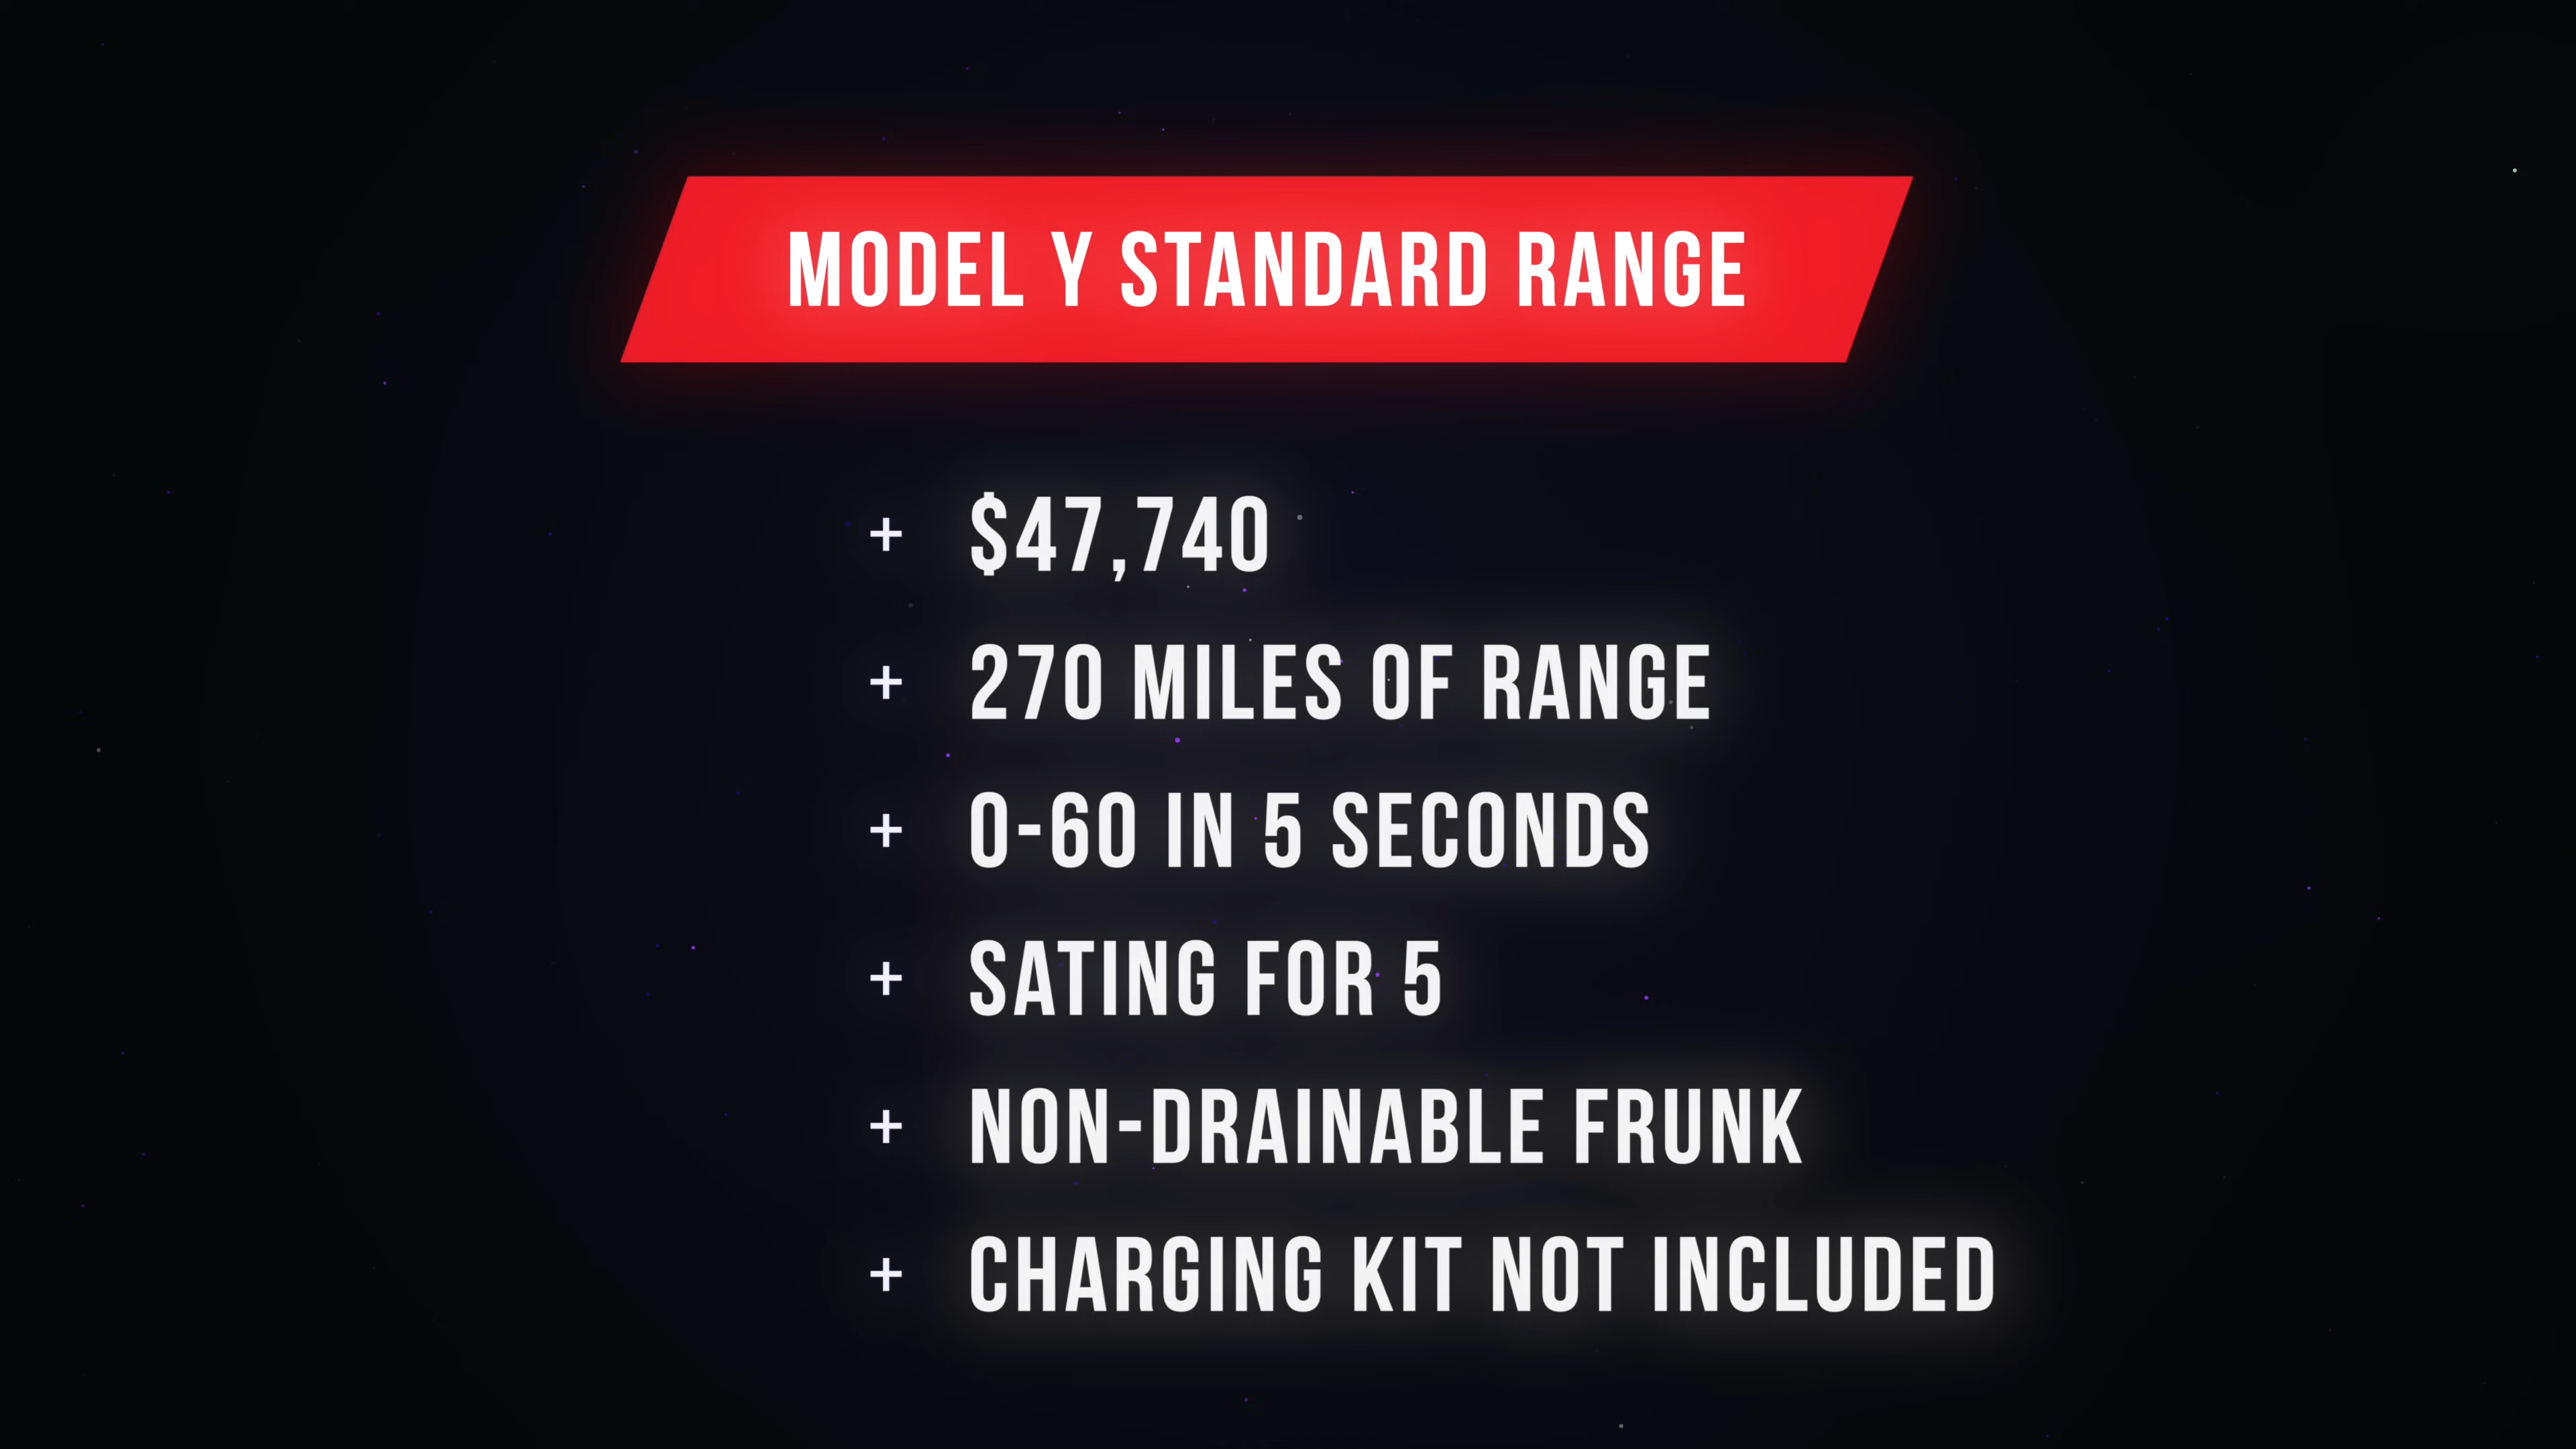 MODEL Y STANDARD RANGE
+ $47,740
+ 270 MILES OF RANGE
+ 0-60 IN 5 SECONDS
+ SATING FOR 5
+ NON-DRAINABLE FRUNK
+ CHARGING KIT NOT INCLUDED